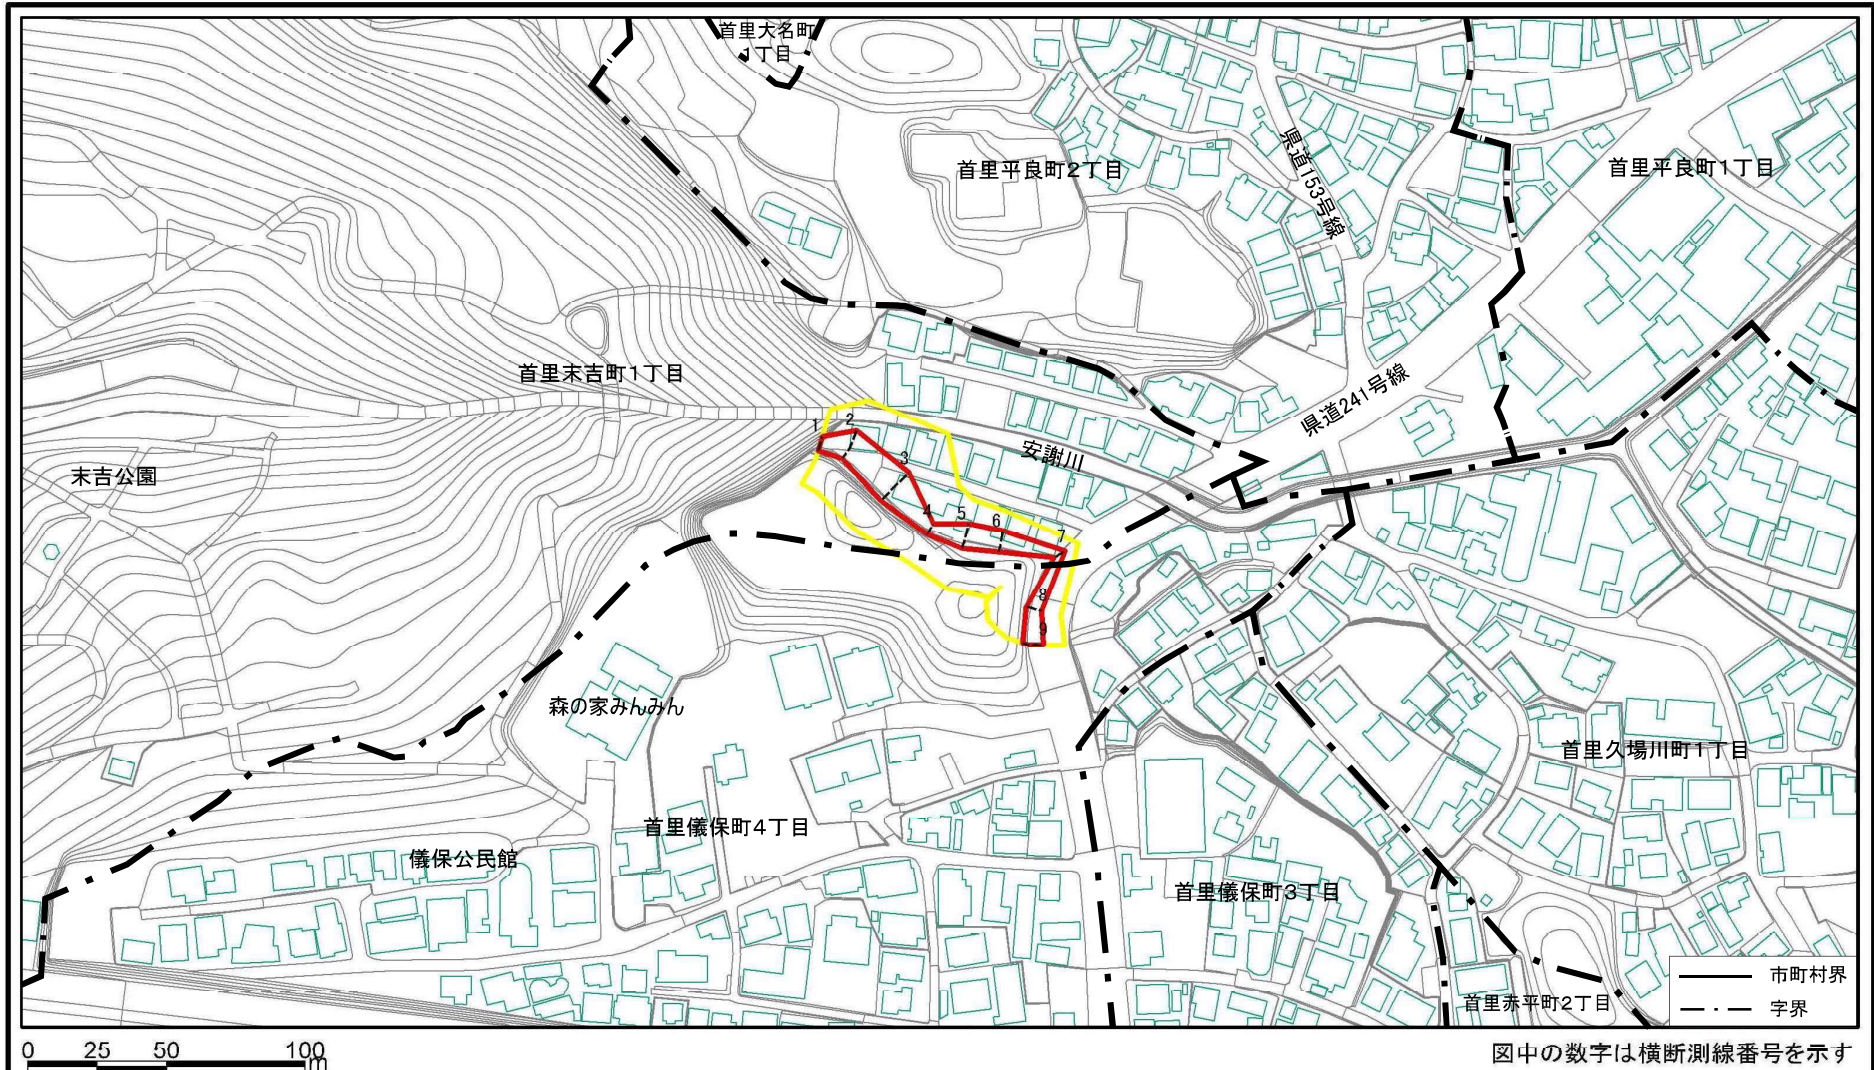 首里大名町
1丁目
首里平良町2丁目
県道153号線
首里平良町1丁目
首里末吉町1丁目
県道241号線
1
2
安謝川
3
末吉公園
4
5
6
7
8
9
森の家みんみん
首里久場川町1丁目
首里儀保町4丁目
儀保公民館
首里儀保町3丁目
市町村界
首里赤平町2丁目
字界
0 25 50 100
m
図中の数字は横断測線番号を示す